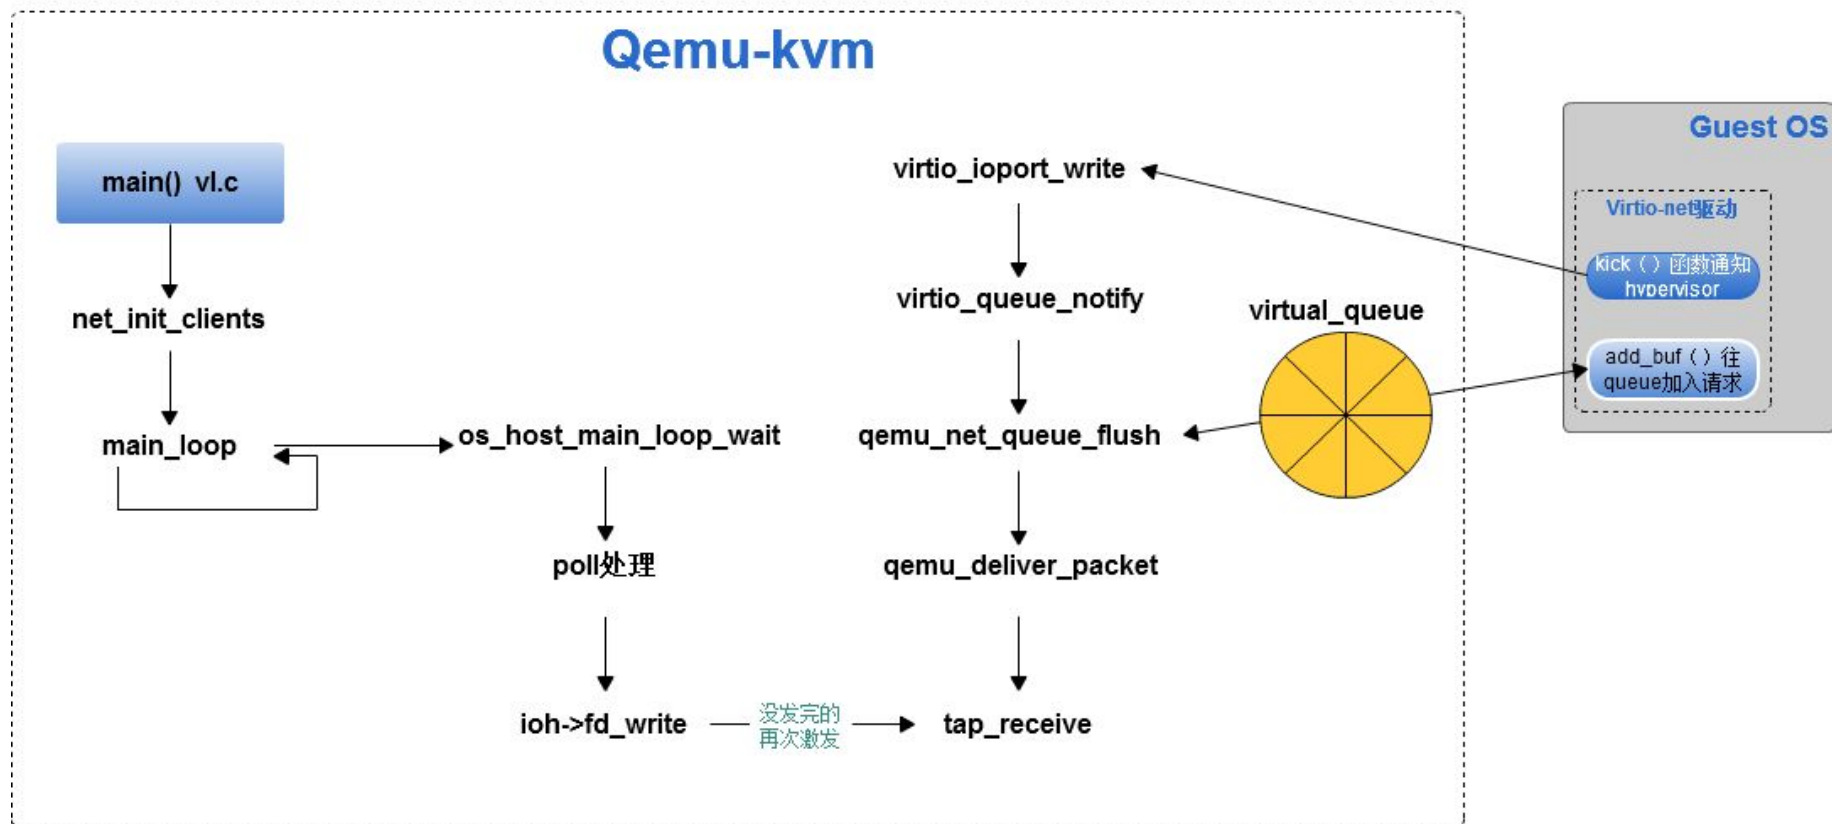 Qemu-kvm
Guest OS
main() vl.c
virtio_ioport_write
Virtio-net驱动
kick（）函数通知
hypervisor
net_init_clients
virtio_queue_notify
virtual_queue
add_buf（）往
queue加入请求
main_loop
os_host_main_loop_wait
qemu_net_queue_flush
poll处理
qemu_deliver_packet
ioh->fd_write
没发完的
再次激发
tap_receive